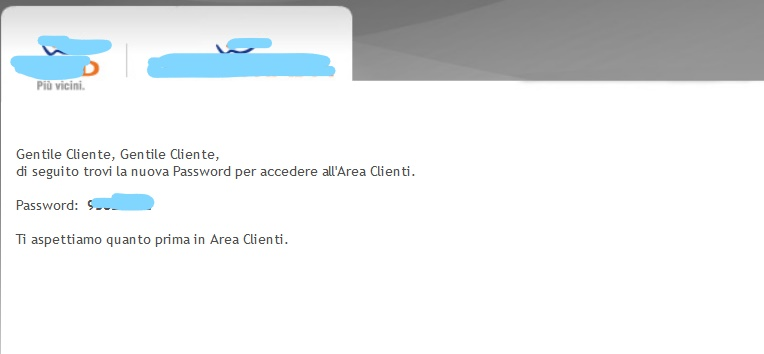 Più vicini.
Gentile Cliente, Gentile Cliente,
di seguito trovi la nuova Password per accedere all'Area Clienti.
Password:
Ti aspettiamo quanto prima in Area Clienti.